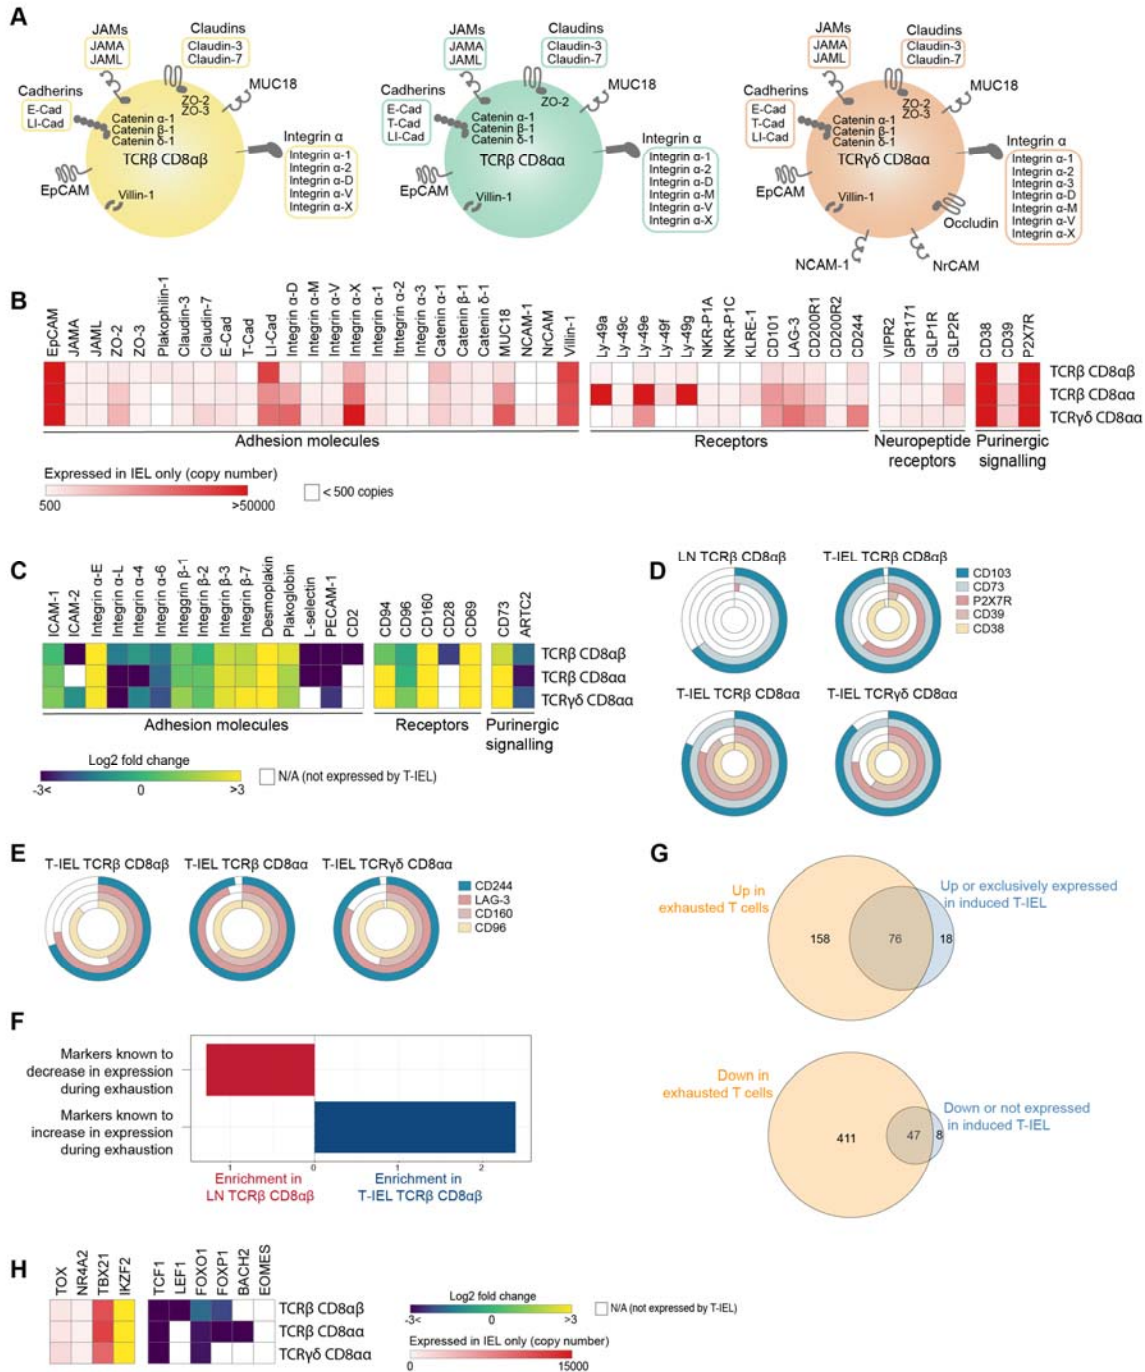 A
JAMs
JAMA
JAML
Claudins
Claudin-3
Claudin-7
MUC18
Cadherins
E-Cad
LI-Cad
ZO-2
ZO-3
Catenin α-1
Catenin β-1
Catenin δ-1
TCRβ CD8αβ
Integrin α
Integrin α-1
Integrin α-2
Integrin α-D
Integrin α-V
Integrin α-X
EpCAM
Villin-1
JAMs
JAMA
JAML
Claudins
Claudin-3
Claudin-7
MUC18
Cadherins
E-Cad
T-Cad
LI-Cad
ZO-2
Catenin α-1
Catenin β-1
Catenin δ-1
TCRβ CD8αα
Integrin α
Integrin α-1
Integrin α-2
Integrin α-D
Integrin α-M
Integrin α-V
Integrin α-X
EpCAM
Villin-1
JAMs
JAMA
JAML
Claudins
Claudin-3
Claudin-7
MUC18
Cadherins
E-Cad
T-Cad
LI-Cad
ZO-2
ZO-3
Catenin α-1
Catenin β-1
Catenin δ-1
TCRγδ CD8αα
Integrin α
Integrin α-1
Integrin α-2
Integrin α-3
Integrin α-D
Integrin α-M
Integrin α-V
Integrin α-X
EpCAM
Villin-1
Occludin
NCAM-1
NrCAM
B
EpCAM
JAMA
JAML
ZO-2
ZO-3
Plakophilin-1
Claudin-3
Claudin-7
E-Cad
T-Cad
LI-Cad
Integrin α-D
Integrin α-M
Integrin α-V
Integrin α-X
Integrin α-1
Itntegrin α-2
Integrin α-3
Catenin α-1
Catenin β-1
Catenin δ-1
MUC18
NCAM-1
NrCAM
Villin-1
Ly-49a
Ly-49c
Ly-49e
Ly-49f
Ly-49g
NKR-P1A
NKR-P1C
KLRE-1
CD101
LAG-3
CD200R1
CD200R2
CD244
VIPR2
GPR171
GLP1R
GLP2R
CD38
CD39
P2X7R
TCRβ CD8αβ
TCRβ CD8αα
TCRγδ CD8αα
Adhesion molecules
Receptors
Neuropeptide
receptors
Purinergic
signalling
Expressed in IEL only (copy number)
500
>50000
< 500 copies
C
ICAM-1
ICAM-2
Integrin α-E
Integrin α-L
Integrin α-4
Integrin α-6
Integgrin β-1
Integrin β-2
Integrin β-3
Integrin β-7
Desmoplakin
Plakoglobin
L-selectin
PECAM-1
CD2
CD94
CD96
CD160
CD28
CD69
CD73
ARTC2
TCRβ CD8αβ
TCRβ CD8αα
TCRγδ CD8αα
Adhesion molecules
Receptors
Purinergic
signalling
Log2 fold change
-3<
0
>3
N/A (not expressed by T-IEL)
D
LN TCRβ CD8αβ
T-IEL TCRβ CD8αβ
CD103
CD73
P2X7R
CD39
CD38
T-IEL TCRβ CD8αα
T-IEL TCRγδ CD8αα
E
T-IEL TCRβ CD8αβ
T-IEL TCRβ CD8αα
T-IEL TCRγδ CD8αα
CD244
LAG-3
CD160
CD96
F
Markers known to
decrease in expression
during exhaustion
Markers known to
increase in expression
during exhaustion
1
0
1
2
Enrichment in
LN TCRβ CD8αβ
Enrichment in
T-IEL TCRβ CD8αβ
G
Up in
exhausted T cells
Up or exclusively expressed
in induced T-IEL
158
76
18
Down in
exhausted T cells
Down or not expressed
in induced T-IEL
411
47
8
H
TOX
NR4A2
TBX21
IKZF2
TCF1
LEF1
FOXO1
FOXP1
BACH2
EOMES
TCRβ CD8αβ
TCRβ CD8αα
TCRγδ CD8αα
Log2 fold change
-3<
0
>3
N/A (not expressed by T-IEL)
Expressed in IEL only (copy number)
0
15000